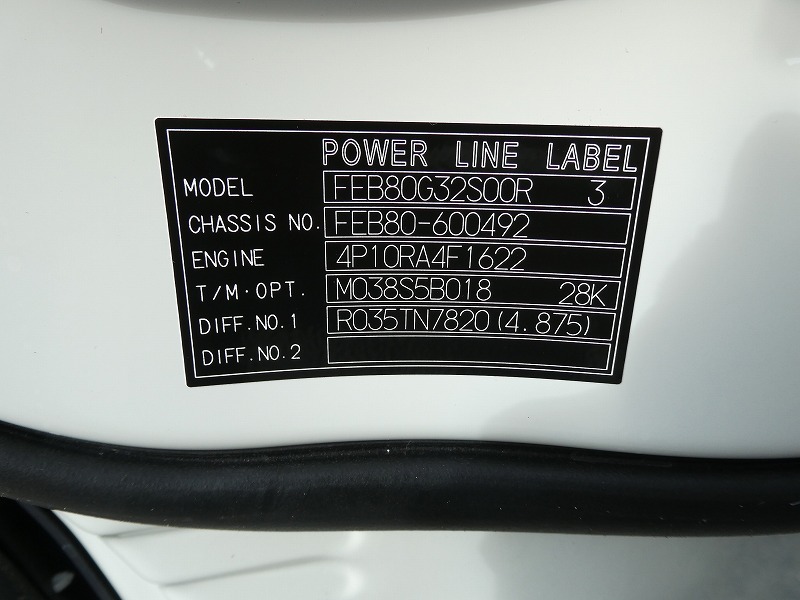 POWER LINE LABEL
MODEL FEB80G32S00R 3
CHASSIS NO. FEB80-600492
ENGINE 4P10RA4F1622
T/M·OPT. M038S5B018 28K
DIFF.NO.1 R035TN7820(4.875)
DIFF.NO.2